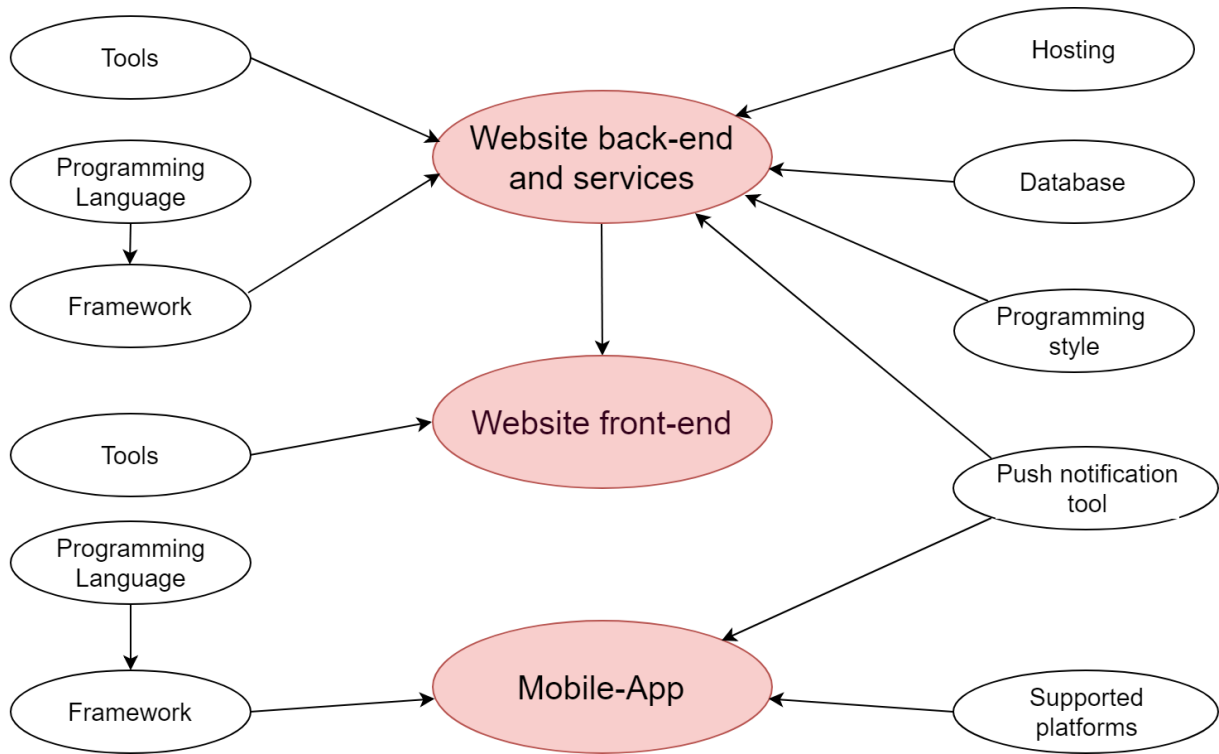 Tools
Hosting
Website back-end
and services
Programming
Language
Database
Framework
Programming
style
Website front-end
Tools
Push notification
tool
Programming
Language
Mobile-App
Framework
Supported
platforms